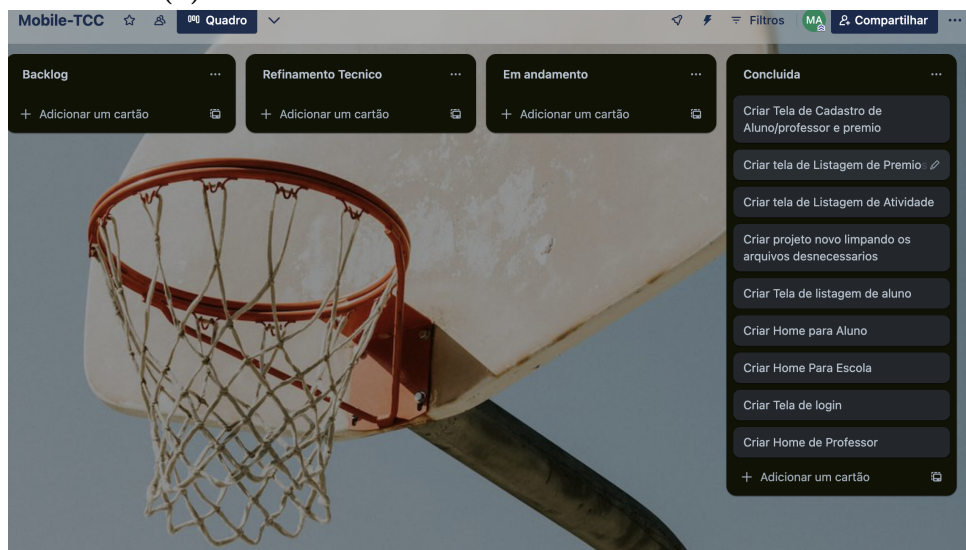 Mobile-TCC
Quadro
Filtros
MA
Compartilhar
Backlog
+ Adicionar um cartão
Refinamento Tecnico
+ Adicionar um cartão
Em andamento
+ Adicionar um cartão
Concluida
Criar Tela de Cadastro de
Aluno/professor e premio
Criar tela de Listagem de Premios
Criar tela de Listagem de Atividade
Criar projeto novo limpando os
arquivos desnecessarios
Criar Tela de listagem de aluno
Criar Home para Aluno
Criar Home Para Escola
Criar Tela de login
Criar Home de Professor
+ Adicionar um cartão